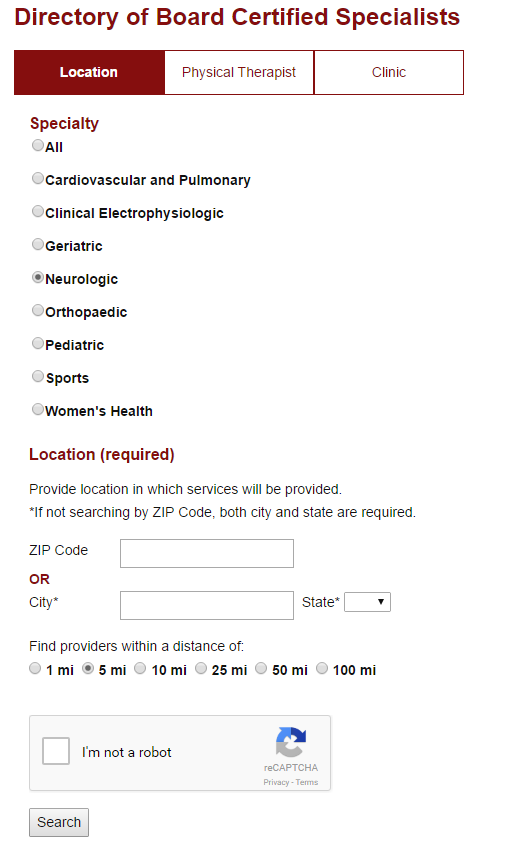 Directory of Board Certified Specialists
Location Physical Therapist Clinic
Specialty
All
Cardiovascular and Pulmonary
Clinical Electrophysiologic
Geriatric
Neurologic
Orthopaedic
Pediatric
Sports
Women's Health
Location (required)
Provide location in which services will be provided.
*If not searching by ZIP Code, both city and state are required.
ZIP Code
OR
City* State*
Find providers within a distance of:
1 mi 5 mi 10 mi 25 mi 50 mi 100 mi
I'm not a robot
reCAPTCHA
Privacy - Terms
Search